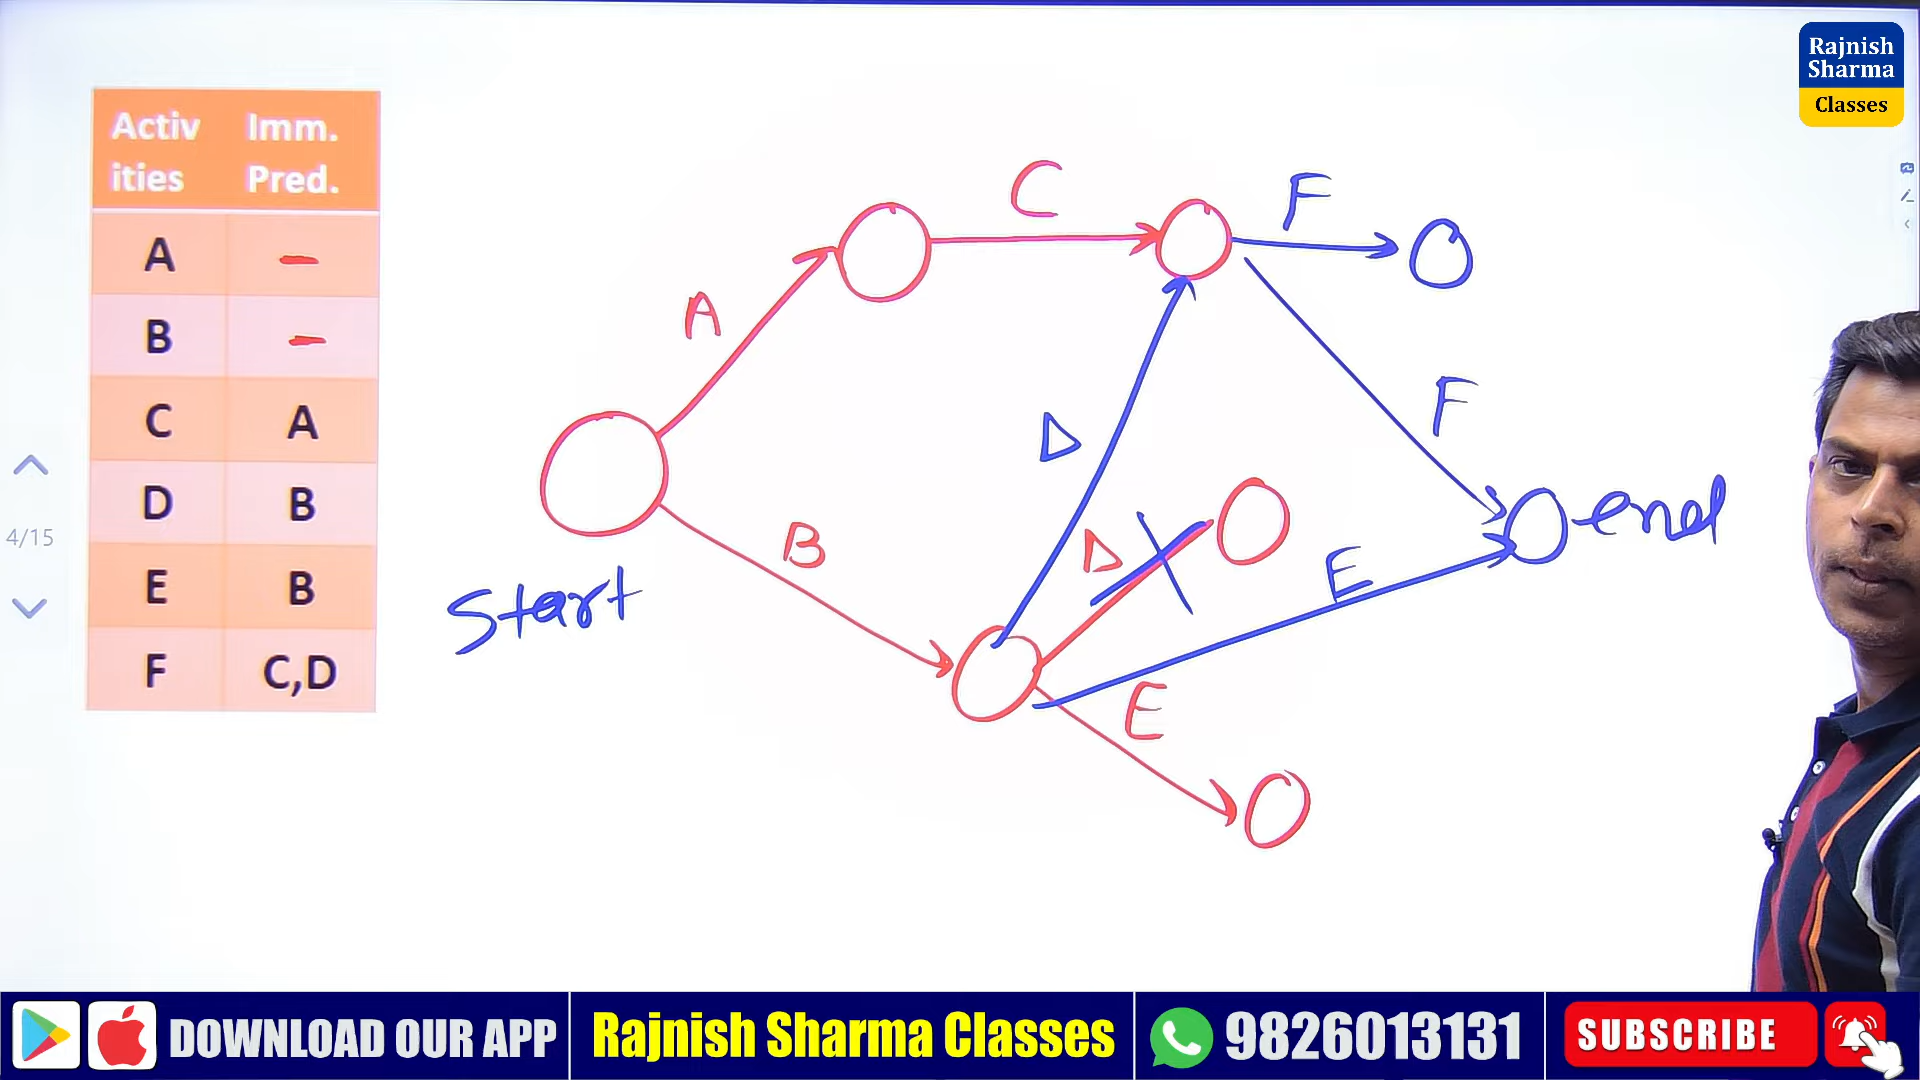 Rajnish
Sharma
Classes
Activ Imm.
ities Pred.
A –
B –
C A
D B
E B
F C,D
4/15
Start
A
B
C
D
D
E
E
F
F
end
DOWNLOAD OUR APP
Rajnish Sharma Classes
9826013131
SUBSCRIBE